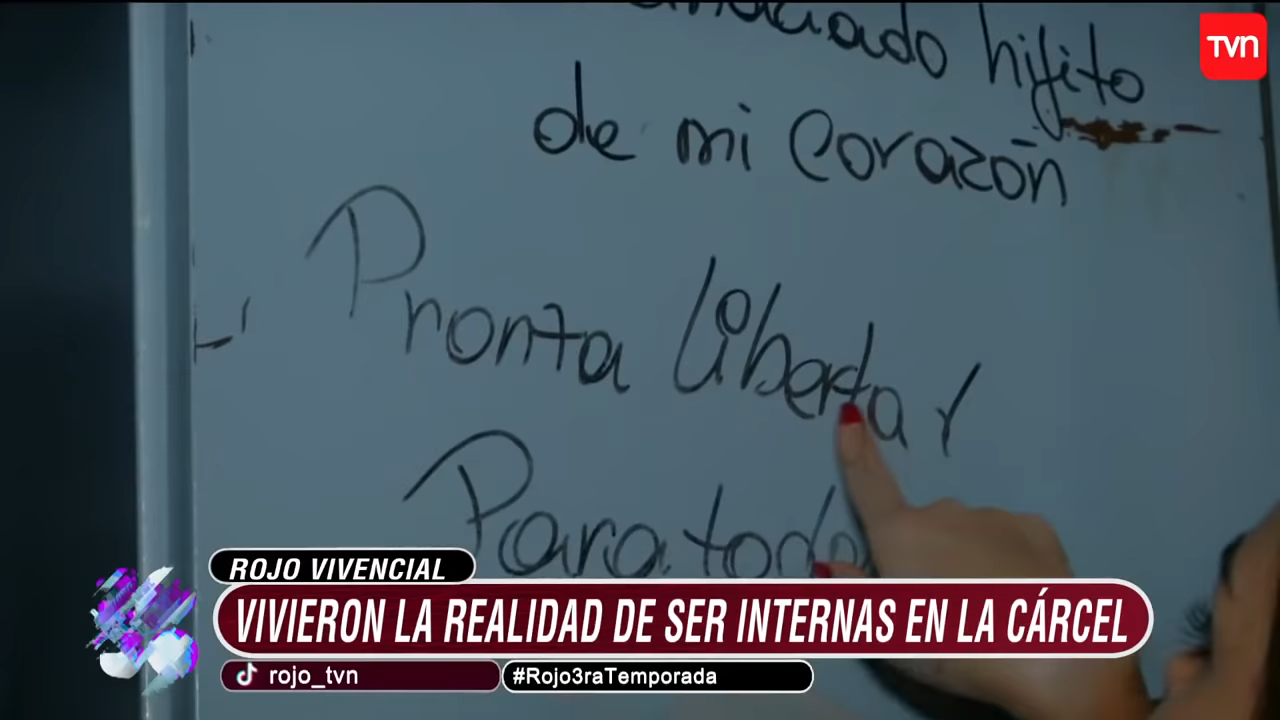 hijito
TVN
de mi corazón
Pronta libertar
Para todo
ROJO VIVENCIAL
VIVIERON LA REALIDAD DE SER INTERNAS EN LA CÁRCEL
rojo_tvn
#Rojo3raTemporada